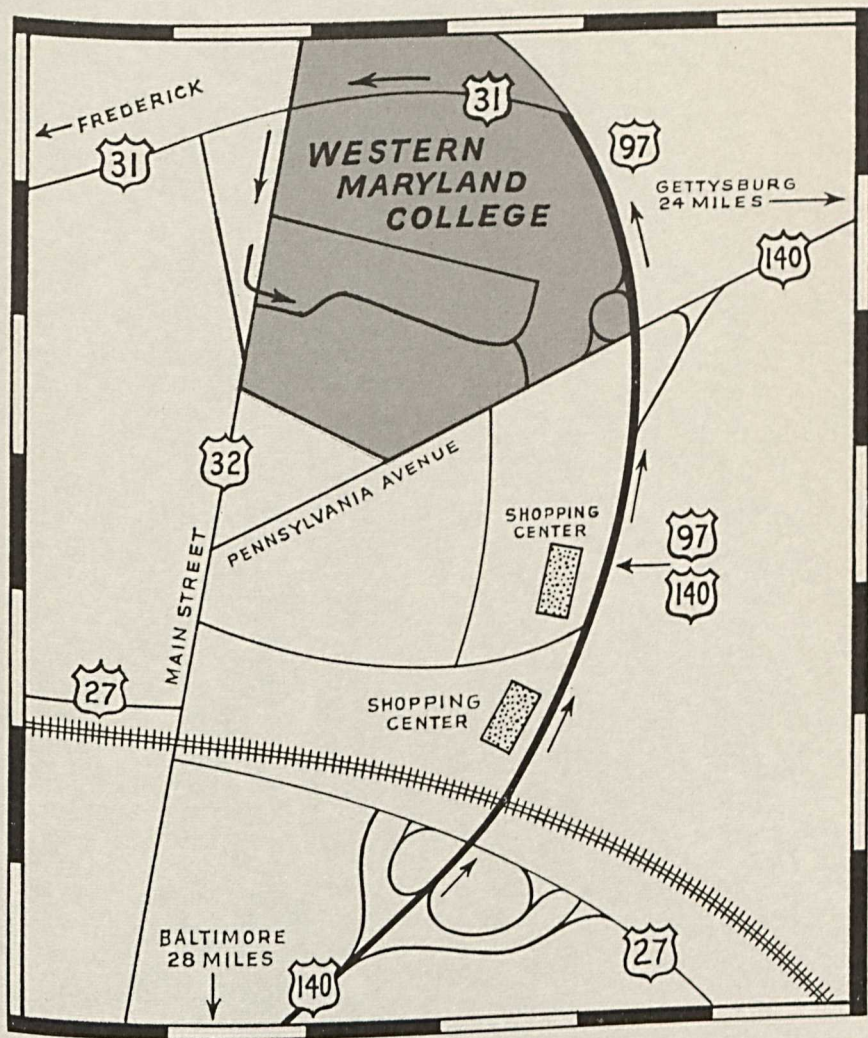 FREDERICK
31
31
WESTERN
MARYLAND
COLLEGE
97
GETTYSBURG
24 MILES
140
32
PENNSYLVANIA AVENUE
SHOPPING
CENTER
97
140
MAIN STREET
27
SHOPPING
CENTER
BALTIMORE
28 MILES
140
27